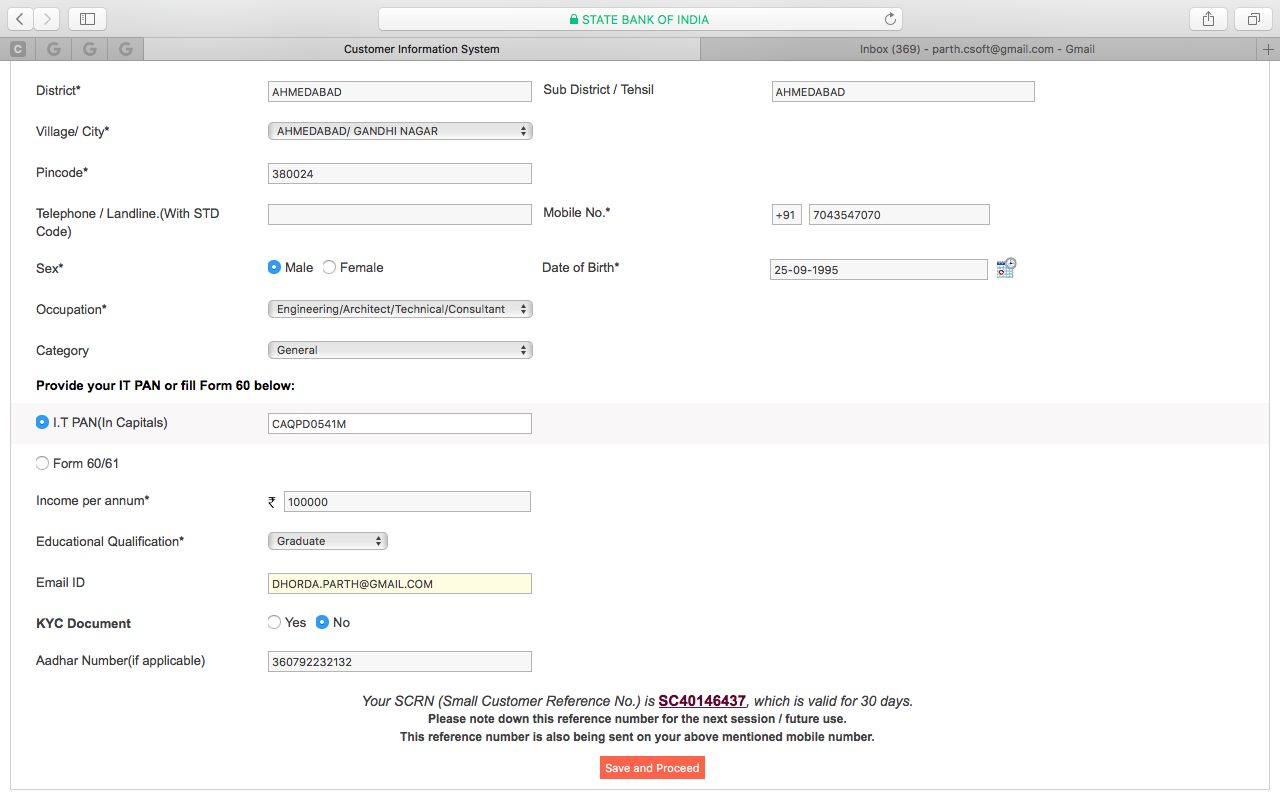 STATE BANK OF INDIA
C G G G Customer Information System Inbox (369) - parth.csoft@gmail.com - Gmail
District* AHMEDABAD Sub District / Tehsil AHMEDABAD
Village/ City* AHMEDABAD/ GANDHI NAGAR
Pincode* 380024
Telephone / Landline.(With STD Code) Mobile No.* +91 7043547070
Sex* Male Female Date of Birth* 25-09-1995
Occupation* Engineering/Architect/Technical/Consultant
Category General
Provide your IT PAN or fill Form 60 below:
I.T PAN(In Capitals) CAQPD0541M
Form 60/61
Income per annum* ₹ 100000
Educational Qualification* Graduate
Email ID DHORDA.PARTH@GMAIL.COM
KYC Document Yes No
Aadhar Number(if applicable) 360792232132
Your SCRN (Small Customer Reference No.) is SC40146437, which is valid for 30 days.
Please note down this reference number for the next session / future use.
This reference number is also being sent on your above mentioned mobile number.
Save and Proceed